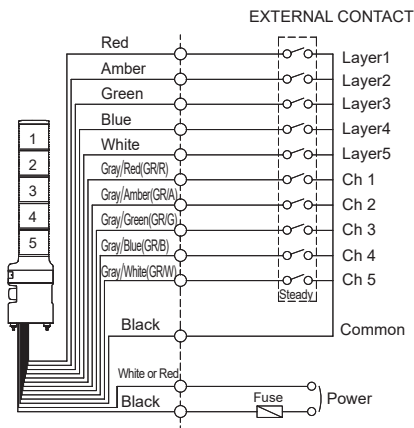 EXTERNAL CONTACT
Red
Layer1
Amber
Layer2
Green
Layer3
Blue
Layer4
White
Layer5
Gray/Red(GR/R)
Ch 1
Gray/Amber(GR/A)
Ch 2
Gray/Green(GR/G)
Ch 3
Gray/Blue(GR/B)
Ch 4
Gray/White(GR/W)
Ch 5
Steady
1
2
3
4
5
Black
Common
White or Red
Black
Fuse
Power